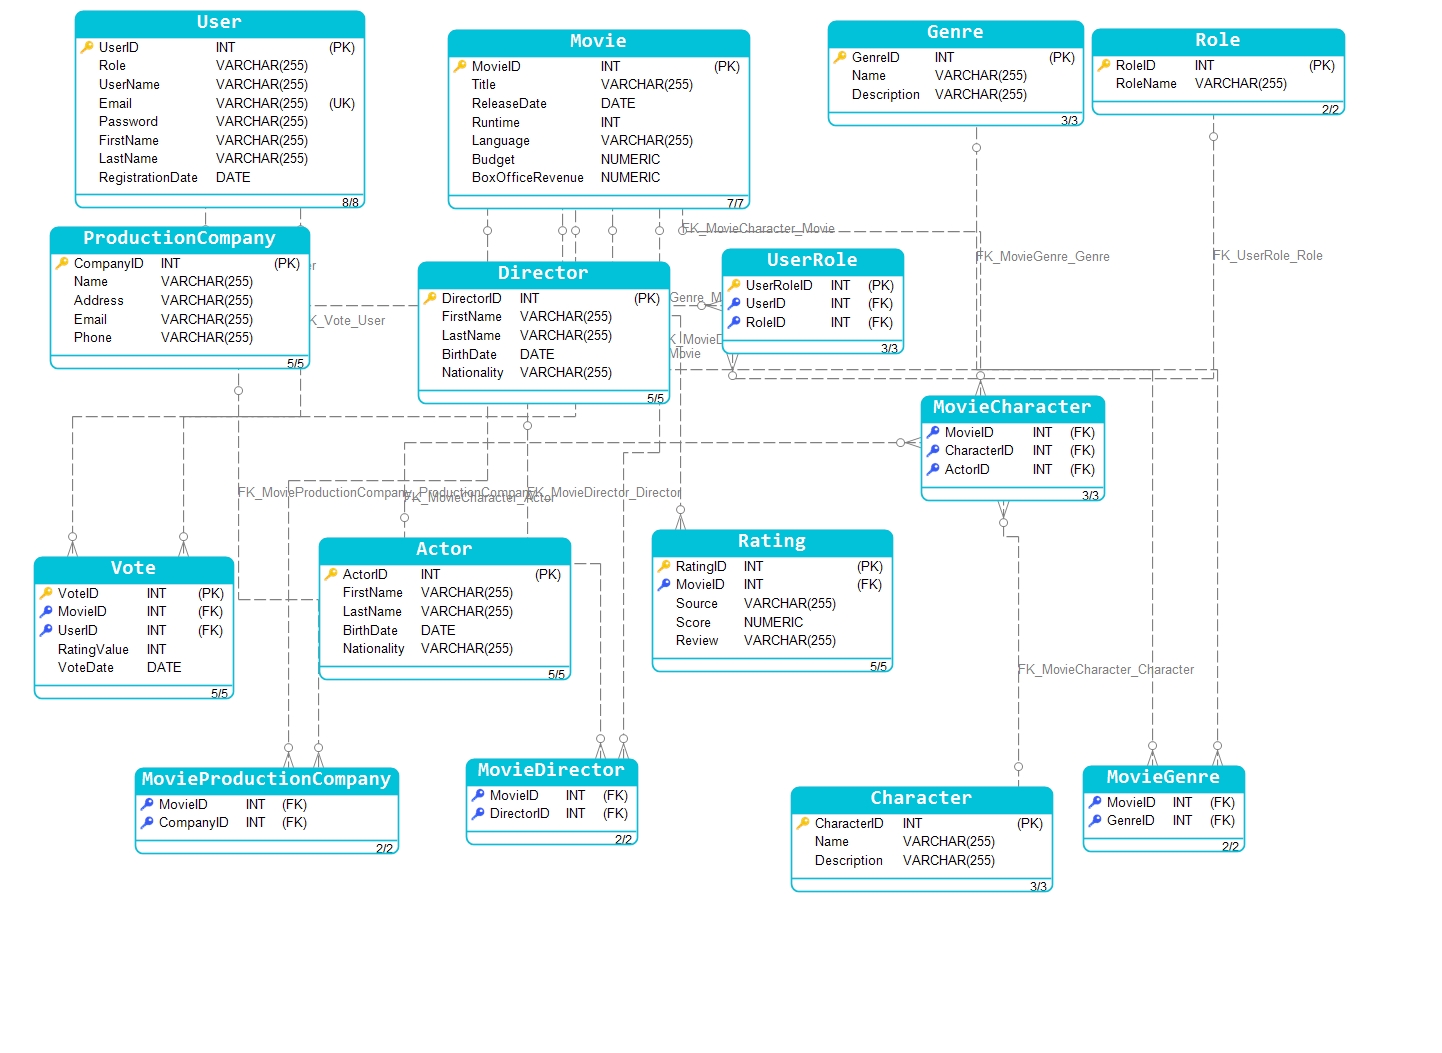 User
UserID INT (PK)
Role VARCHAR(255)
UserName VARCHAR(255)
Email VARCHAR(255) (UK)
Password VARCHAR(255)
FirstName VARCHAR(255)
LastName VARCHAR(255)
RegistrationDate DATE
8/8
Movie
MovieID INT (PK)
Title VARCHAR(255)
ReleaseDate DATE
Runtime INT
Language VARCHAR(255)
Budget NUMERIC
BoxOfficeRevenue NUMERIC
7/7
Genre
GenreID INT (PK)
Name VARCHAR(255)
Description VARCHAR(255)
3/3
Role
RoleID INT (PK)
RoleName VARCHAR(255)
2/2
FK_MovieCharacter_Movie
FK_MovieGenre_Genre
FK_UserRole_Role
ProductionCompany
CompanyID INT (PK)
Name VARCHAR(255)
Address VARCHAR(255)
Email VARCHAR(255)
Phone VARCHAR(255)
5/5
er
K_Vote_User
Director
DirectorID INT (PK)
FirstName VARCHAR(255)
LastName VARCHAR(255)
BirthDate DATE
Nationality VARCHAR(255)
5/5
Genre_M
K_MovieD
Movie
UserRole
UserRoleID INT (PK)
UserID INT (FK)
RoleID INT (FK)
3/3
MovieCharacter
MovieID INT (FK)
CharacterID INT (FK)
ActorID INT (FK)
3/3
FK_MovieProductionCompany_ProductionCompany
FK_MovieCharacter_Actor
FK_MovieDirector_Director
Vote
VoteID INT (PK)
MovieID INT (FK)
UserID INT (FK)
RatingValue INT
VoteDate DATE
5/5
Actor
ActorID INT (PK)
FirstName VARCHAR(255)
LastName VARCHAR(255)
BirthDate DATE
Nationality VARCHAR(255)
5/5
Rating
RatingID INT (PK)
MovieID INT (FK)
Source VARCHAR(255)
Score NUMERIC
Review VARCHAR(255)
5/5
FK_MovieCharacter_Character
MovieProductionCompany
MovieID INT (FK)
CompanyID INT (FK)
2/2
MovieDirector
MovieID INT (FK)
DirectorID INT (FK)
2/2
Character
CharacterID INT (PK)
Name VARCHAR(255)
Description VARCHAR(255)
3/3
MovieGenre
MovieID INT (FK)
GenreID INT (FK)
2/2